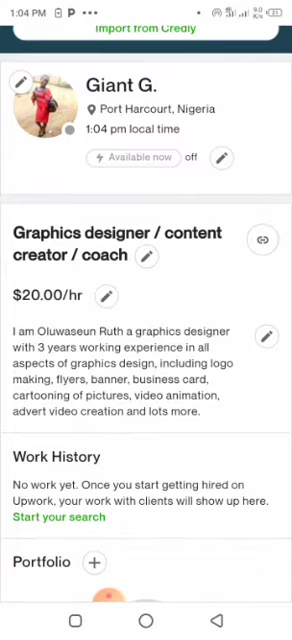 1:04 PM
Import from Credly
Giant G.
Port Harcourt, Nigeria
1:04 pm local time
Available now off
Graphics designer / content
creator / coach
$20.00/hr
I am Oluwaseun Ruth a graphics designer
with 3 years working experience in all
aspects of graphics design, including logo
making, flyers, banner, business card,
cartooning of pictures, video animation,
advert video creation and lots more.
Work History
No work yet. Once you start getting hired on
Upwork, your work with clients will show up here.
Start your search
Portfolio